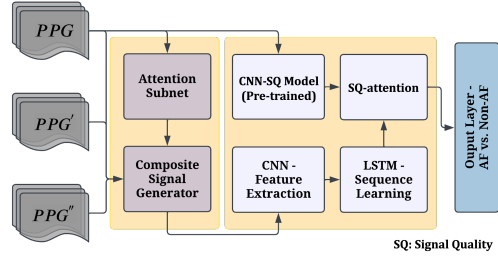 PPG
PPG′
PPG″
Attention
Subnet
Composite
Signal
Generator
CNN-SQ Model
(Pre-trained)
SQ-attention
CNN -
Feature
Extraction
LSTM -
Sequence
Learning
Ouput Layer -
AF vs. Non-AF
SQ: Signal Quality